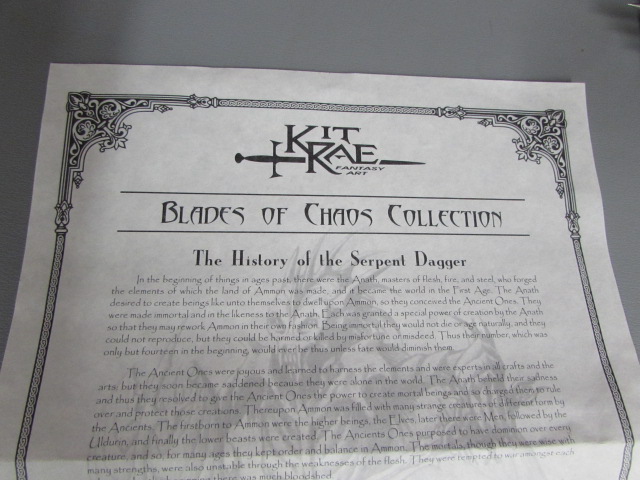 KIT
RAE
FANTASY
ART
BLADES OF CHAOS COLLECTION
The History of the Serpent Dagger
In the beginning of things in ages past, there were the Anath, masters of flesh, fire, and steel, who forged
the elements of which the land of Ammon was made, and it became the world in the First Age. The Anath
desired to create beings like unto themselves to dwell upon Ammon, so they conceived the Ancient Ones. They
were made immortal and in the likeness to the Anath. Each was granted a special power of creation by the Anath
so that they may rework Ammon in their own fashion. Being immortal they would not die or age naturally, and they
could not reproduce, but they could be harmed or killed by misfortune or misdeed. Thus their number, which was
only but fourteen in the beginning, would ever be thus unless fate would diminish them.
The Ancient Ones were joyous and learned to harness the elements and were experts in all crafts and the
arts; but they soon became saddened because they were alone in the world. The Anath beheld their sadness
and thus they resolved to give the Ancient Ones the power to create mortal beings and so charged them to rule
over and protect those creations. Thereupon Ammon was filled with many strange creatures of different form by
the Ancients. The firstborn to Ammon were the higher beings, the Elves, later there were Men, followed by the
Uldurin, and finally the lower beasts were created. The Ancients Ones purposed to have dominion over every
creature, and so, for many ages they kept order and balance in Ammon. The mortals, though they were wise with
many strengths, were also unstable through the weaknesses of the flesh. They were tempted to war amongst each
there was much bloodshed